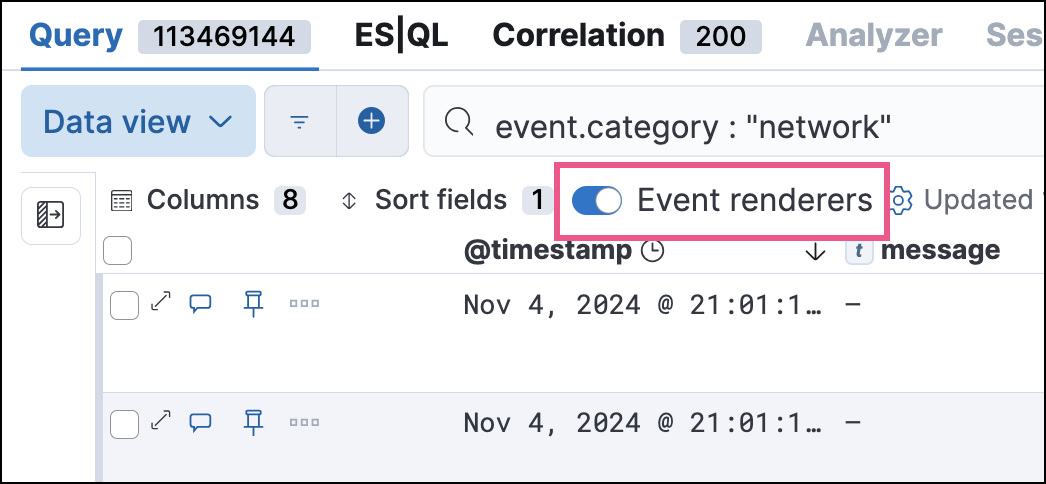 Query 113469144 ES|QL Correlation 200 Analyzer Ses
Data view event.category : "network"
Columns 8 Sort fields 1 Event renderers Updated
@timestamp t message
Nov 4, 2024 @ 21:01:1… —
Nov 4, 2024 @ 21:01:1… —